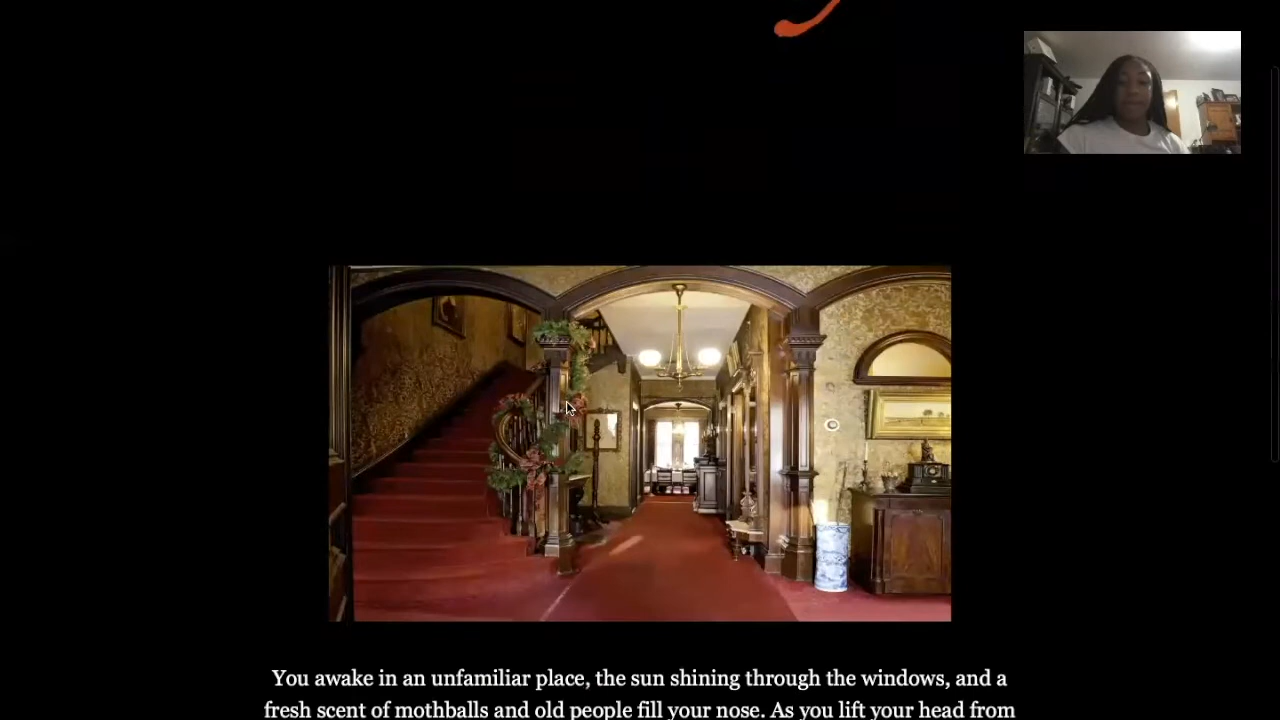 You awake in an unfamiliar place, the sun shining through the windows, and a
fresh scent of mothballs and old people fill your nose. As you lift your head from